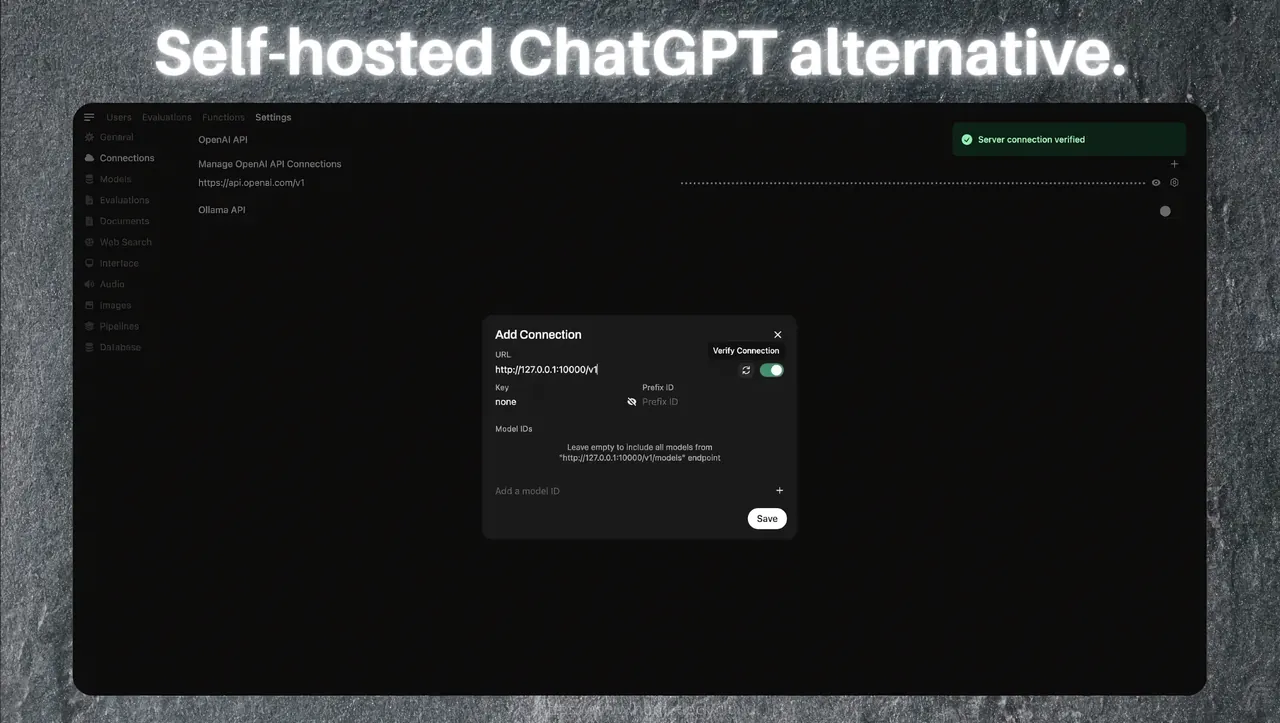 Self-hosted ChatGPT alternative.
Users Evaluations Functions Settings
General
Connections
Models
Evaluations
Documents
Web Search
Interface
Audio
Images
Pipelines
Database
OpenAI API
Manage OpenAI API Connections
https://api.openai.com/v1
Ollama API
Server connection verified
Add Connection
Verify Connection
URL
http://127.0.0.1:10000/v1
Key Prefix ID
none Prefix ID
Model IDs
Leave empty to include all models from
"http://127.0.0.1:10000/v1/models" endpoint
Add a model ID
Save